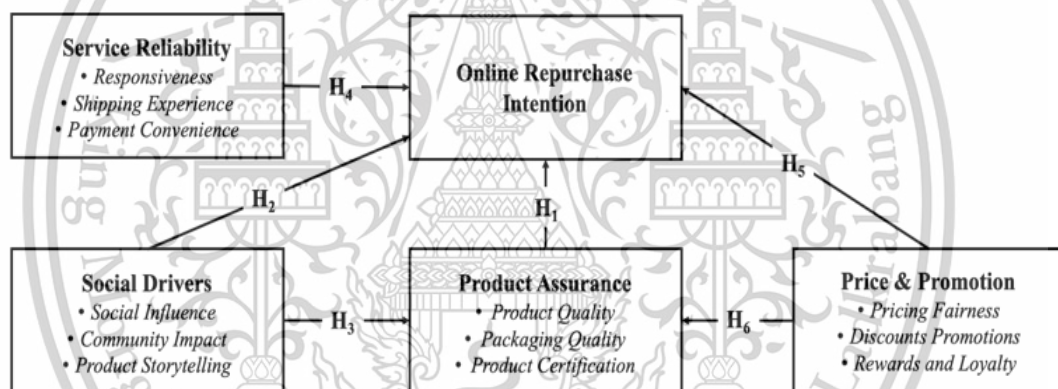 Service Reliability
• Responsiveness
• Shipping Experience
• Payment Convenience
H4
Online Repurchase
Intention
H2
H1
H5
Social Drivers
• Social Influence
• Community Impact
• Product Storytelling
H3
Product Assurance
• Product Quality
• Packaging Quality
• Product Certification
H6
Price & Promotion
• Pricing Fairness
• Discounts Promotions
• Rewards and Loyalty